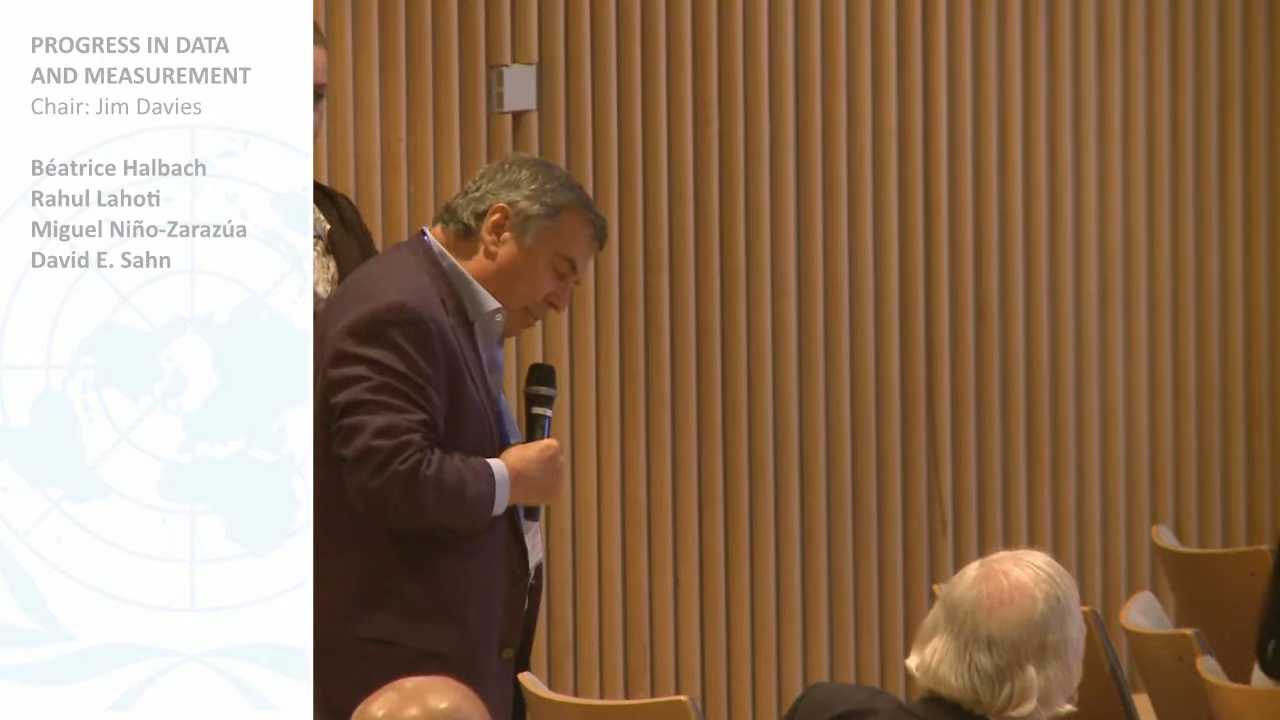 PROGRESS IN DATA
AND MEASUREMENT
Chair: Jim Davies
Béatrice Halbach
Rahul Lahoti
Miguel Niño-Zarazúa
David E. Sahn